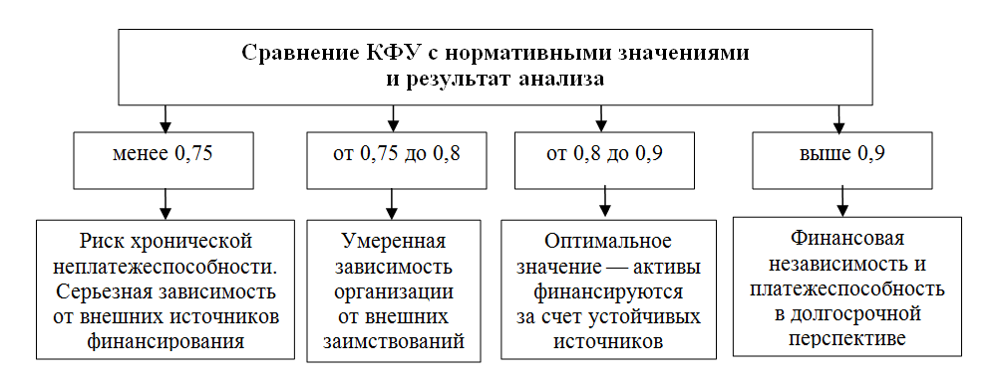 Сравнение КФУ с нормативными значениями
и результат анализа
менее 0,75
от 0,75 до 0,8
от 0,8 до 0,9
выше 0,9
Риск хронической
неплатежеспособности.
Серьезная зависимость
от внешних источников
финансирования
Умеренная
зависимость
организации
от внешних
заимствований
Оптимальное
значение — активы
финансируются
за счет устойчивых
источников
Финансовая
независимость и
платежеспособность
в долгосрочной
перспективе